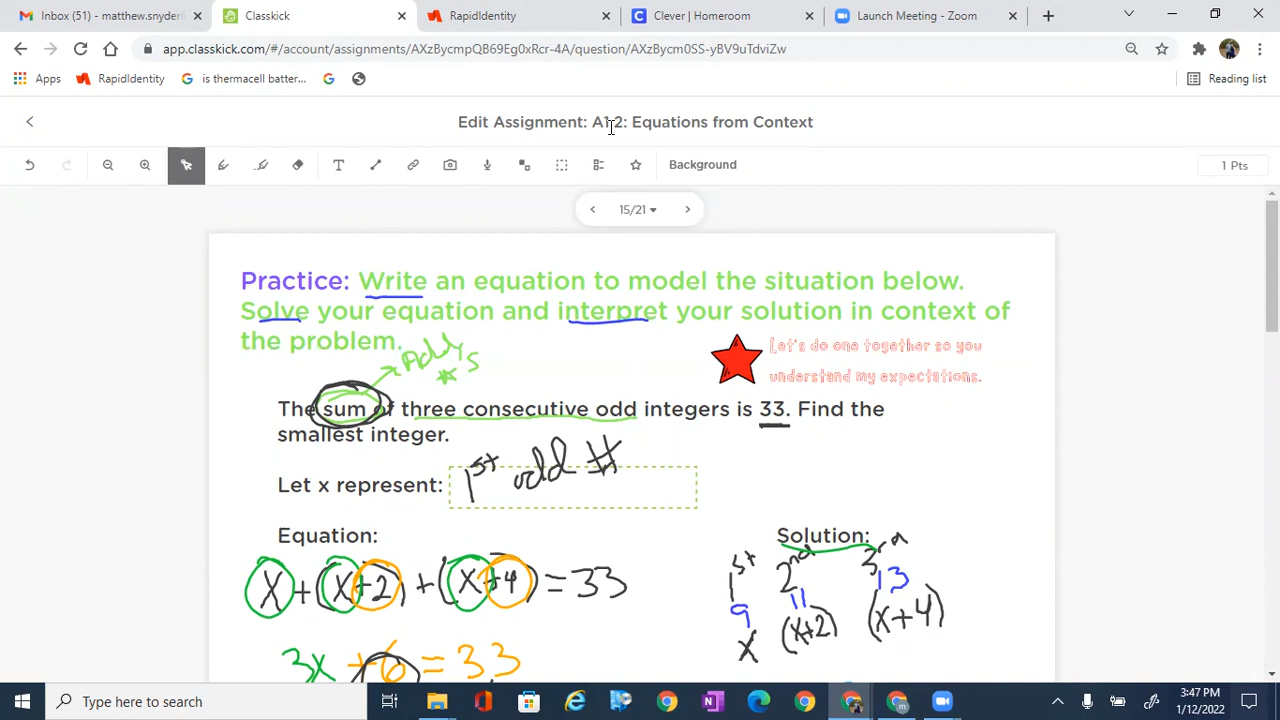 Inbox (51) - matthew.snyder
Classkick
RapidIdentity
Clever | Homeroom
Launch Meeting - Zoom
app.classkick.com/#/account/assignments/AXzBycmpQB69Eg0xRcr-4A/question/AXzBycm0SS-yBV9uTdviZw
Apps
RapidIdentity
is thermacell batter...
Reading list
Edit Assignment: A1.2: Equations from Context
Background
1 Pts
15/21
Practice: Write an equation to model the situation below.
Solve your equation and interpret your solution in context of
the problem.
Add
#s
Let's do one together so you
understand my expectations.
The sum of three consecutive odd integers is 33. Find the
smallest integer.
Let x represent: 1st odd #
Equation:
Solution:
x+(x+2)+(x+4)=33
1st 2nd 3rd
9 11 13
x (x+2) (x+4)
3x+6=33
Type here to search
3:47 PM
1/12/2022